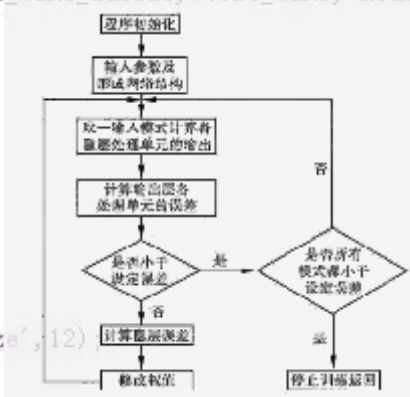 程序初始化
输入参数及
形成网络结构
取一输入模式计算各
隐层处理单元的输出
计算输出层各
处理单元的误差
是否小于
设定误差
是
否
计算隐层误差
修改权值
是否所有
模式都小于
设定误差
否
是
停止训练返回
e',12)